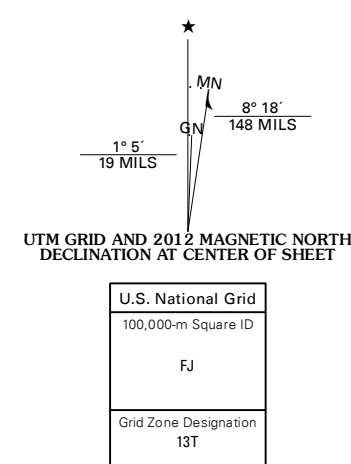 ★
MN
8° 18´
148 MILS
GN
1° 5´
19 MILS
UTM GRID AND 2012 MAGNETIC NORTH
DECLINATION AT CENTER OF SHEET
U.S. National Grid
100,000-m Square ID
FJ
Grid Zone Designation
13T